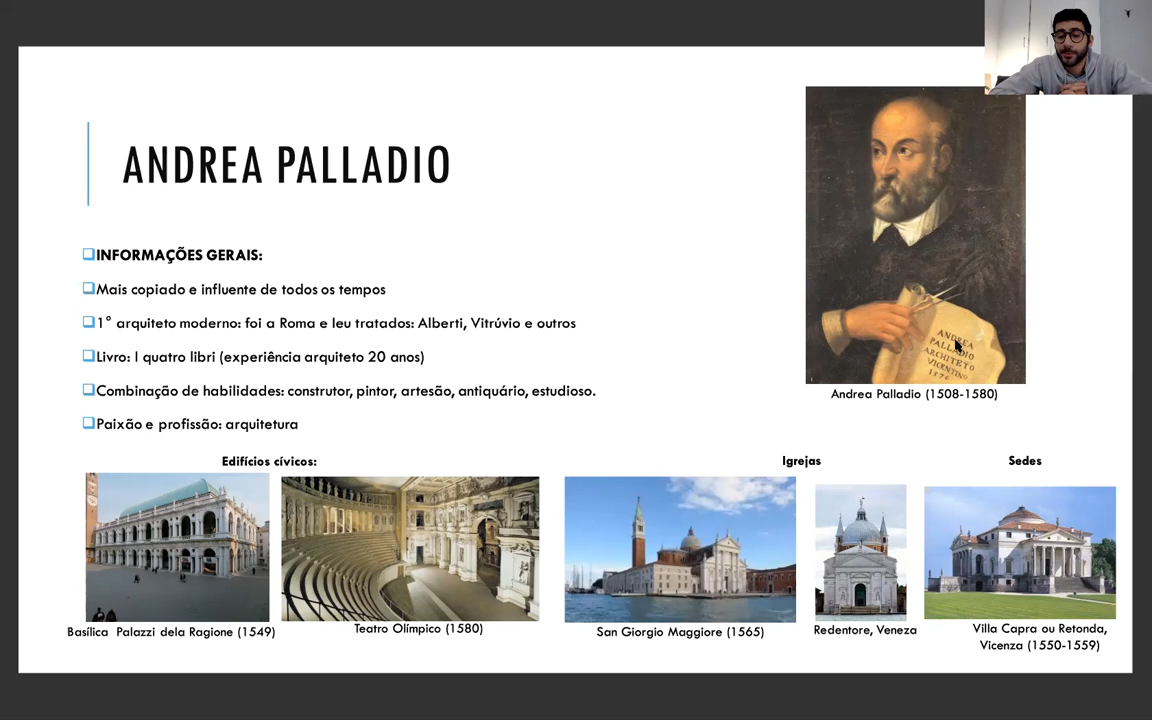 ANDREA PALLADIO
INFORMAÇÕES GERAIS:
Mais copiado e influente de todos os tempos
1° arquiteto moderno: foi a Roma e leu tratados: Alberti, Vitrúvio e outros
Livro: I quatro libri (experiência arquiteto 20 anos)
Combinação de habilidades: construtor, pintor, artesão, antiquário, estudioso.
Paixão e profissão: arquitetura
ANDREA
PALLADIO
ARCHITETO
VICENTINO
1576
Andrea Palladio (1508-1580)
Edifícios cívicos:
Igrejas
Sedes
Basílica Palazzi dela Ragione (1549)
Teatro Olímpico (1580)
San Giorgio Maggiore (1565)
Redentore, Veneza
Villa Capra ou Retonda,
Vicenza (1550-1559)